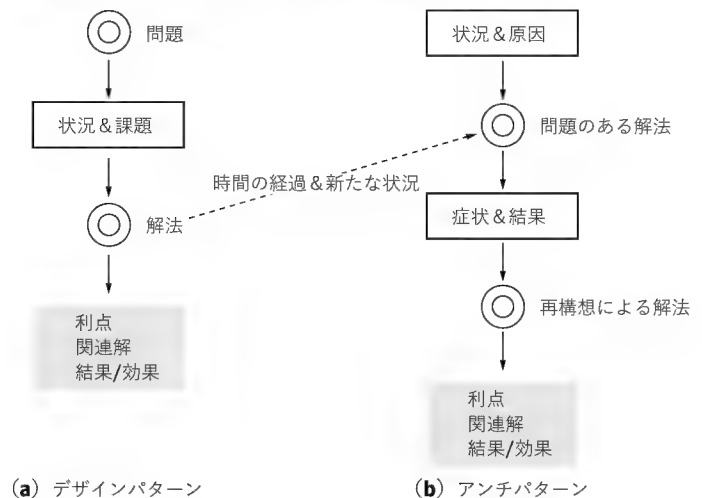 問題
状況&課題
解法
利点
関連解
結果/効果
(a) デザインパターン
時間の経過&新たな状況
状況&原因
問題のある解法
症状&結果
再構想による解法
利点
関連解
結果/効果
(b) アンチパターン